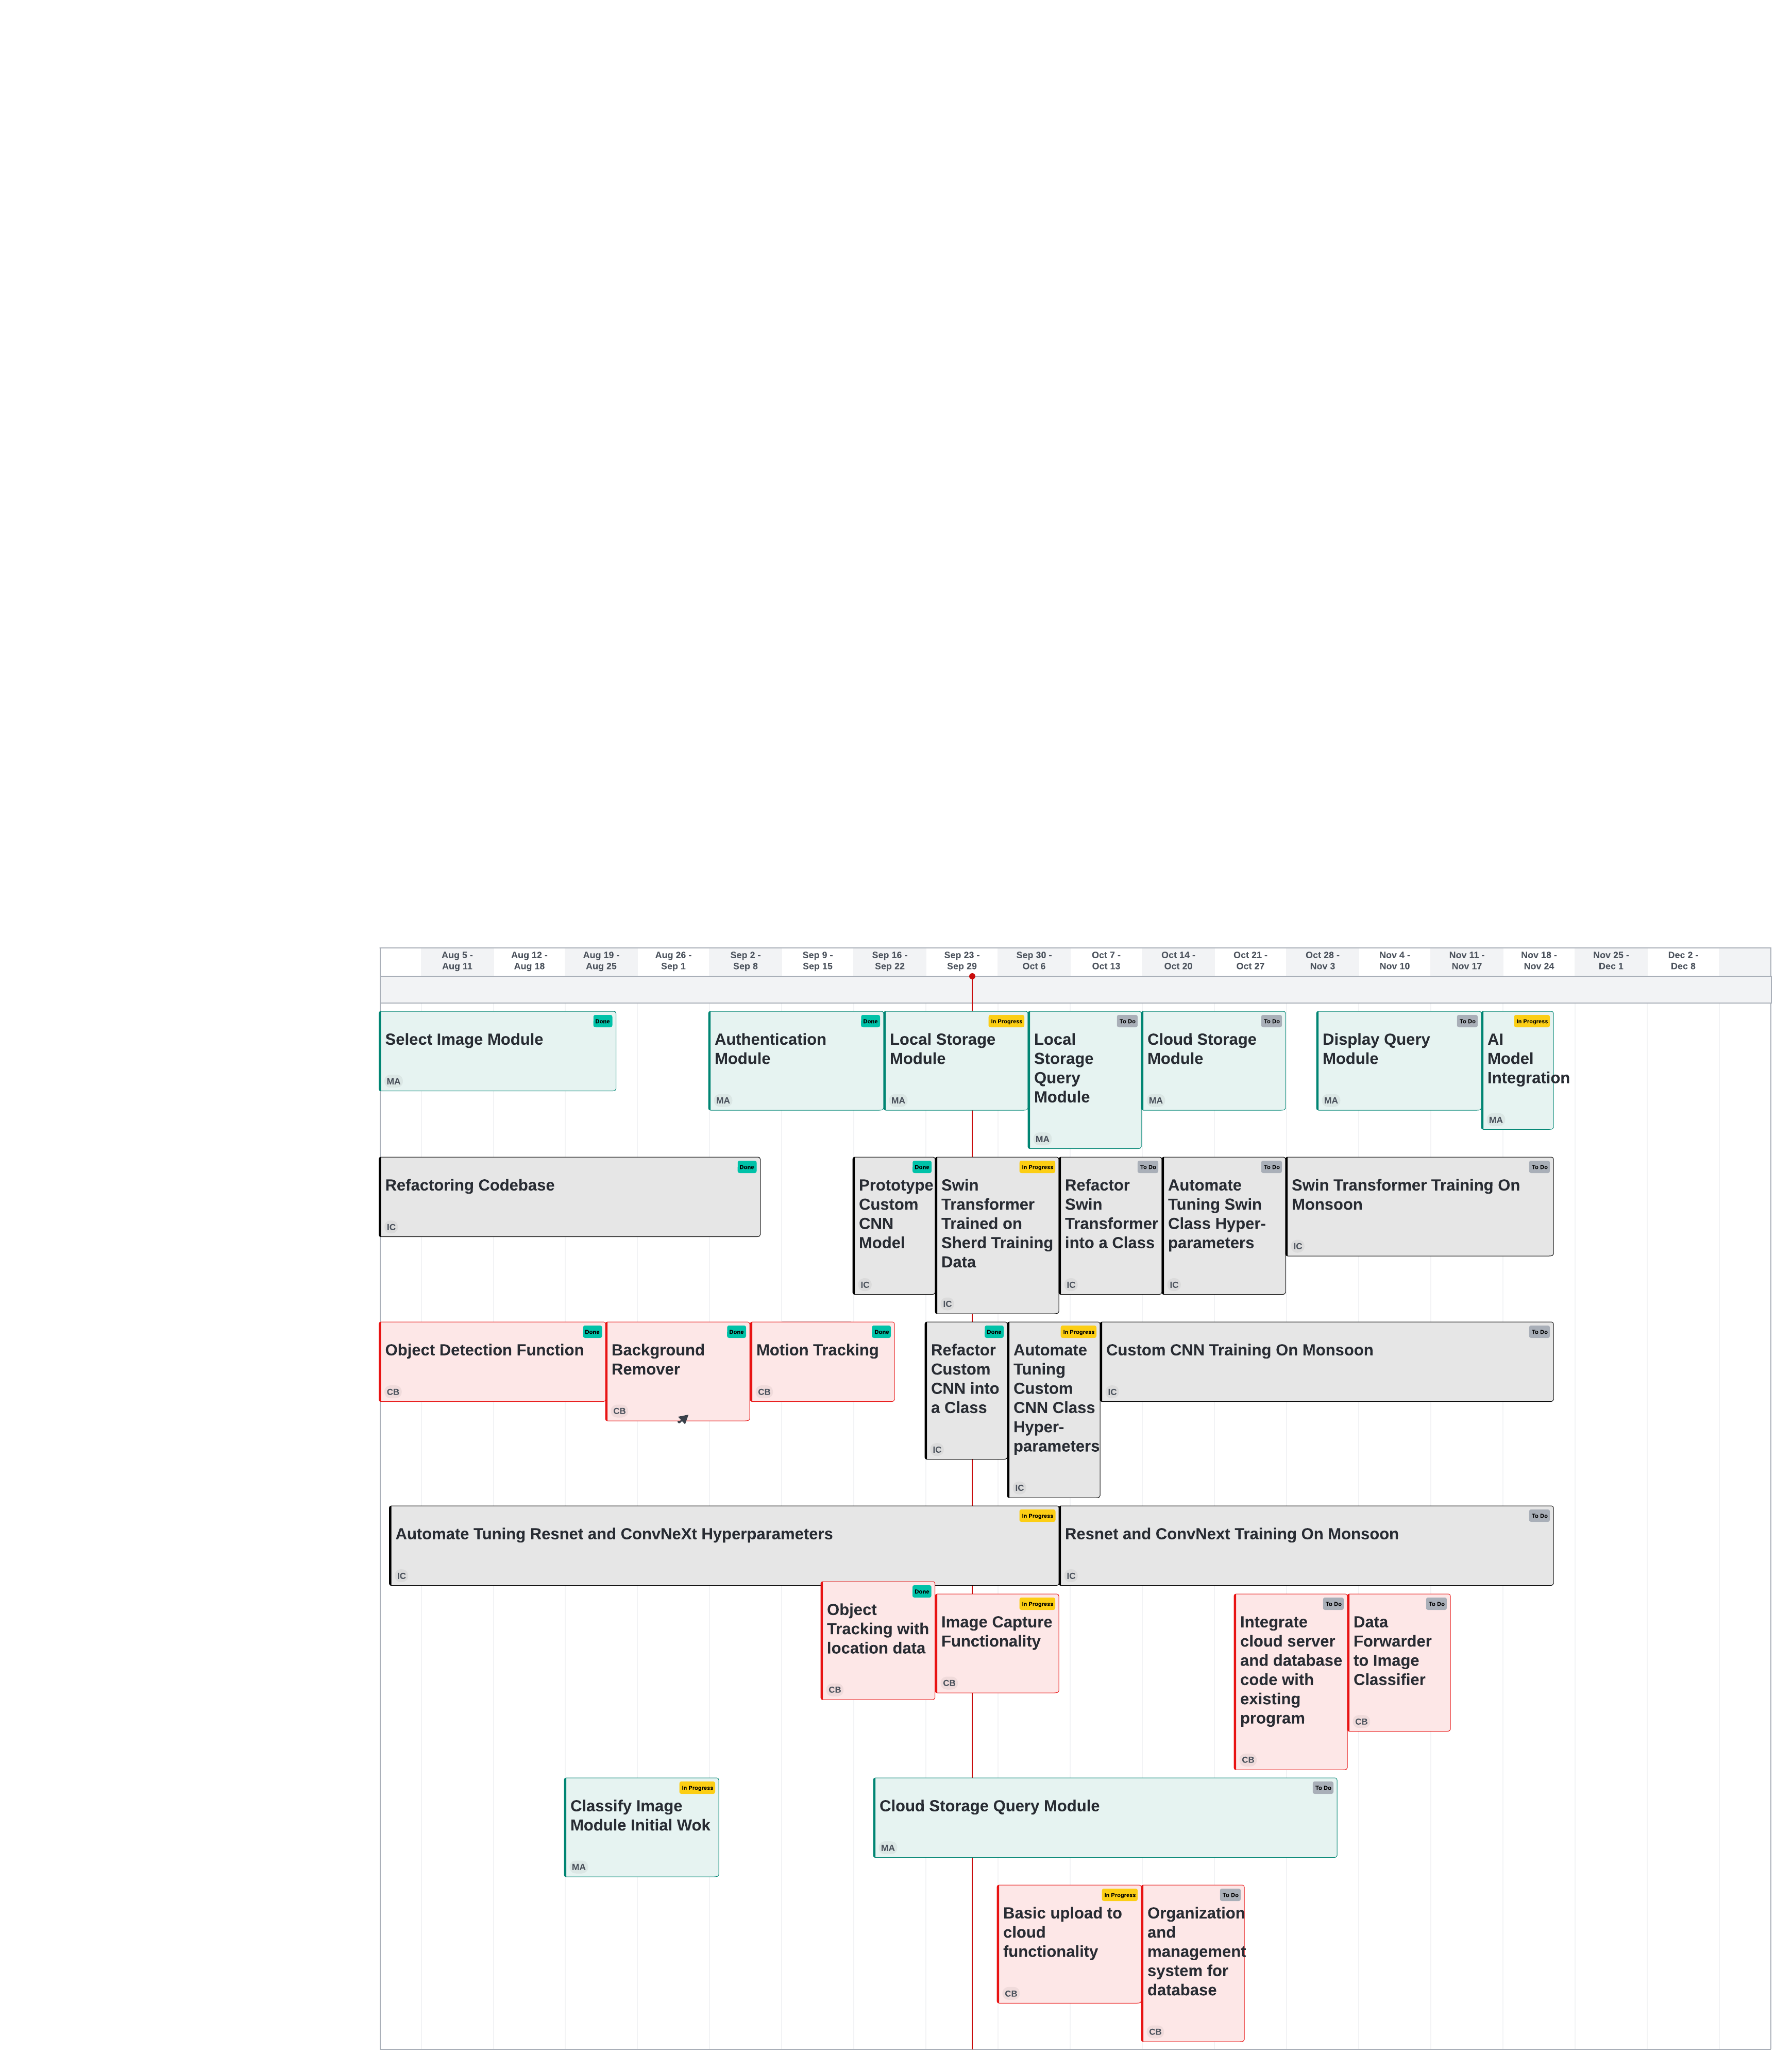 Aug 5 -
Aug 11
Aug 12 -
Aug 18
Aug 19 -
Aug 25
Aug 26 -
Sep 1
Sep 2 -
Sep 8
Sep 9 -
Sep 15
Sep 16 -
Sep 22
Sep 23 -
Sep 29
Sep 30 -
Oct 6
Oct 7 -
Oct 13
Oct 14 -
Oct 20
Oct 21 -
Oct 27
Oct 28 -
Nov 3
Nov 4 -
Nov 10
Nov 11 -
Nov 17
Nov 18 -
Nov 24
Nov 25 -
Dec 1
Dec 2 -
Dec 8
Done
Select Image Module
MA
Done
Authentication
Module
MA
In Progress
Local Storage
Module
MA
To Do
Local
Storage
Query
Module
MA
To Do
Cloud Storage
Module
MA
To Do
Display Query
Module
MA
In Progress
AI
Model
Integration
MA
Done
Refactoring Codebase
IC
Done
Prototype
Custom
CNN
Model
IC
In Progress
Swin
Transformer
Trained on
Sherd Training
Data
IC
To Do
Refactor
Swin
Transformer
into a Class
IC
To Do
Automate
Tuning Swin
Class Hyper-
parameters
IC
To Do
Swin Transformer Training On
Monsoon
IC
Done
Object Detection Function
CB
Done
Background
Remover
CB
Done
Motion Tracking
CB
Done
Refactor
Custom
CNN into
a Class
IC
In Progress
Automate
Tuning
Custom
CNN Class
Hyper-
parameters
IC
To Do
Custom CNN Training On Monsoon
IC
In Progress
Automate Tuning Resnet and ConvNeXt Hyperparameters
IC
To Do
Resnet and ConvNext Training On Monsoon
IC
Done
Object
Tracking with
location data
CB
In Progress
Image Capture
Functionality
CB
To Do
Integrate
cloud server
and database
code with
existing
program
CB
To Do
Data
Forwarder
to Image
Classifier
CB
In Progress
Classify Image
Module Initial Wok
MA
To Do
Cloud Storage Query Module
MA
In Progress
Basic upload to
cloud
functionality
CB
To Do
Organization
and
management
system for
database
CB